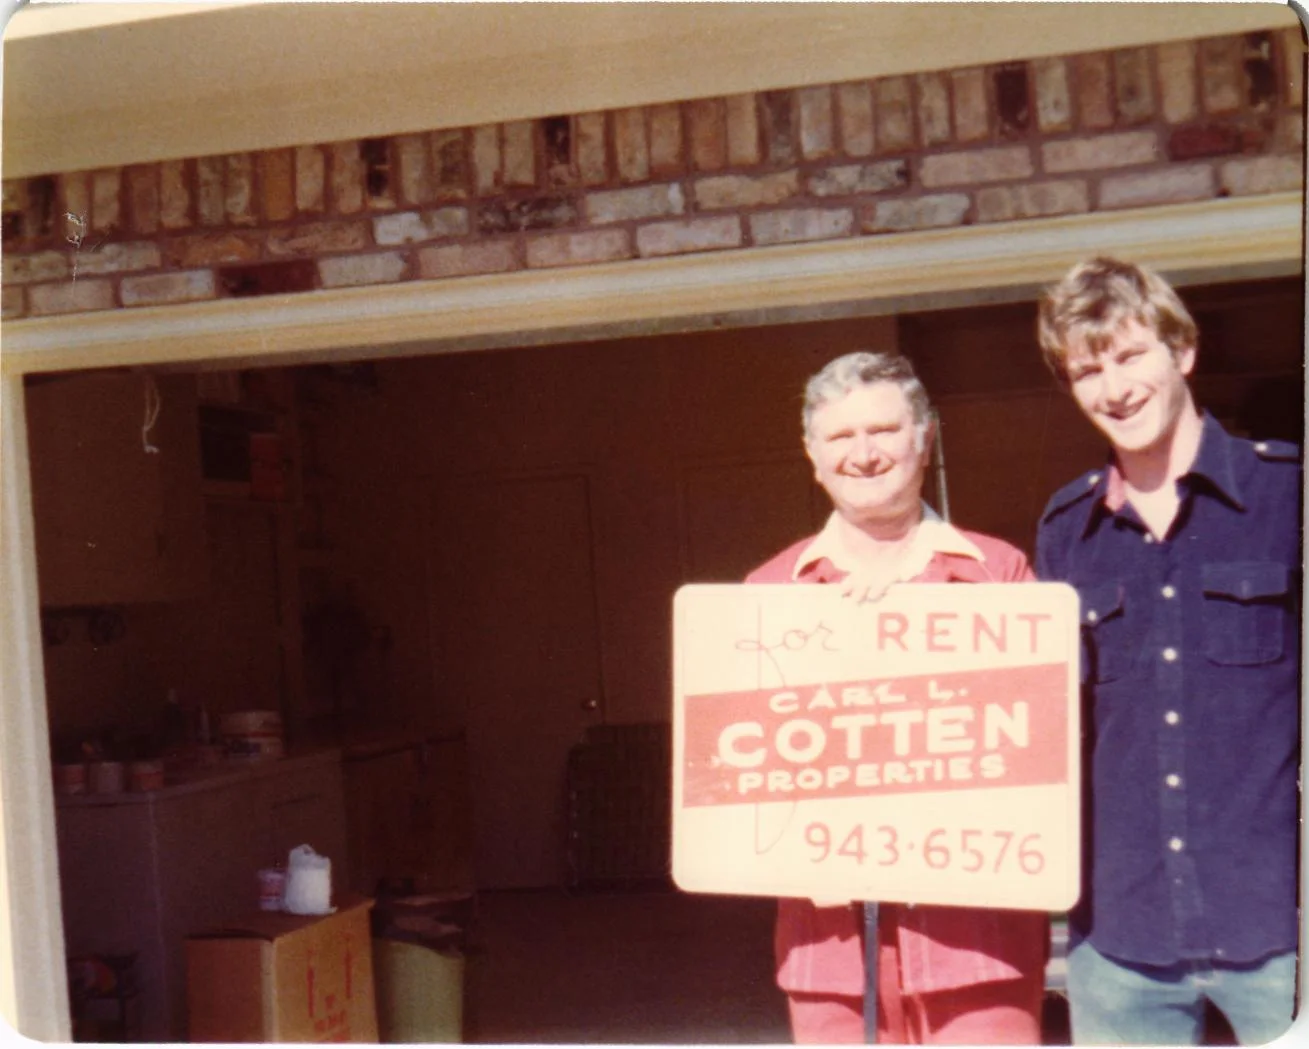 for RENT
CARL L.
COTTEN
PROPERTIES
943·6576